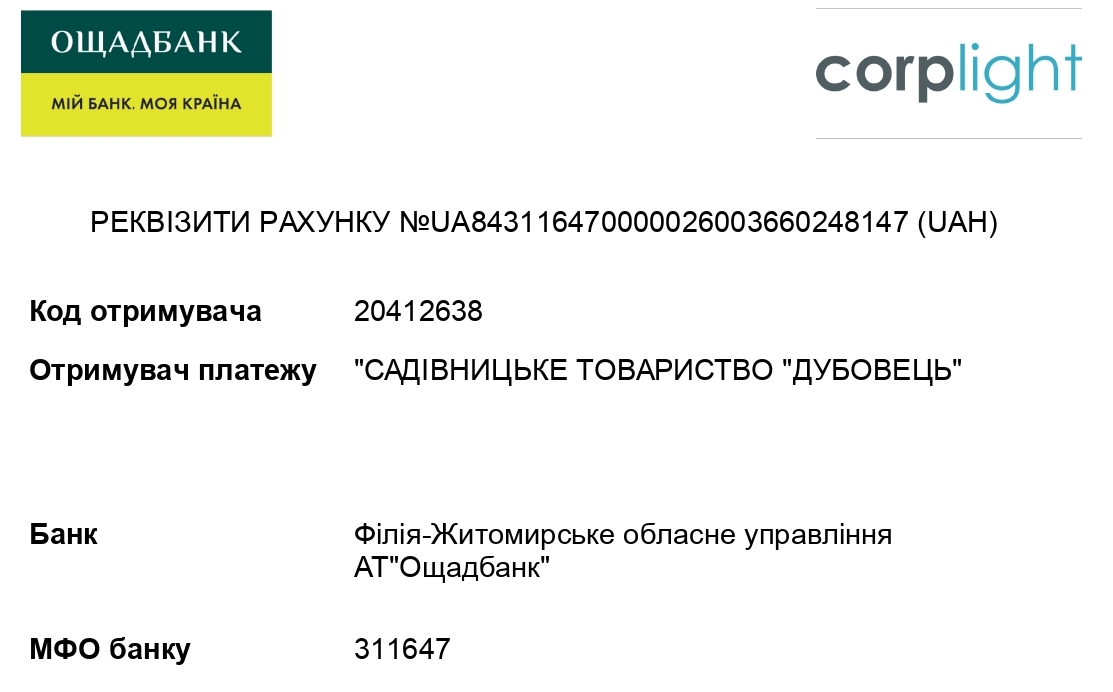 ОЩАДБАНК
МІЙ БАНК. МОЯ КРАЇНА
corplight
РЕКВІЗИТИ РАХУНКУ №UA843116470000026003660248147 (UAH)
Код отримувача 20412638
Отримувач платежу "САДІВНИЦЬКЕ ТОВАРИСТВО "ДУБОВЕЦЬ"
Банк Філія-Житомирське обласне управління
АТ"Ощадбанк"
МФО банку 311647